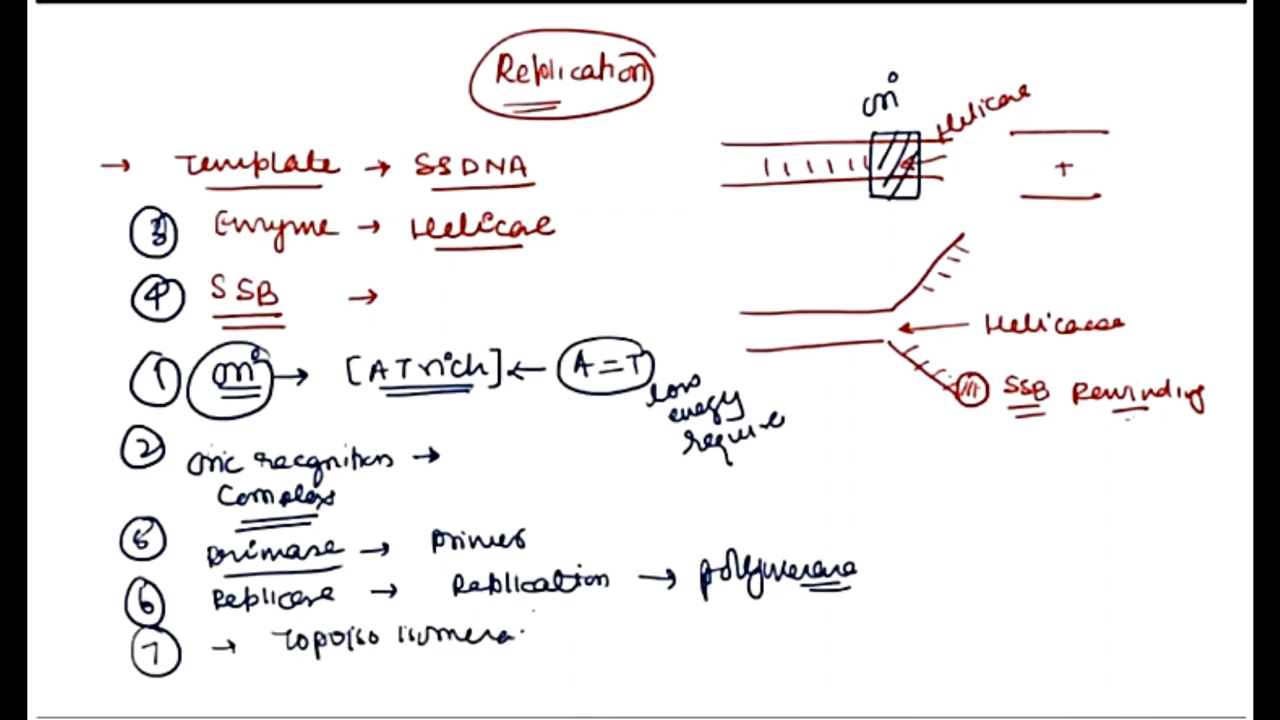 Replication
→ Template → SSDNA
③ Enzyme → Helicase
④ SSB →
① ori → [AT rich] ← A = T
low
energy
require
② Oric recognition →
Complex
⑤ Primase → Primer
⑥ Replicase → Replication → polymerase
⑦ → Topoiso
ori
Helicase
+
Helicase
SSB Rewinding